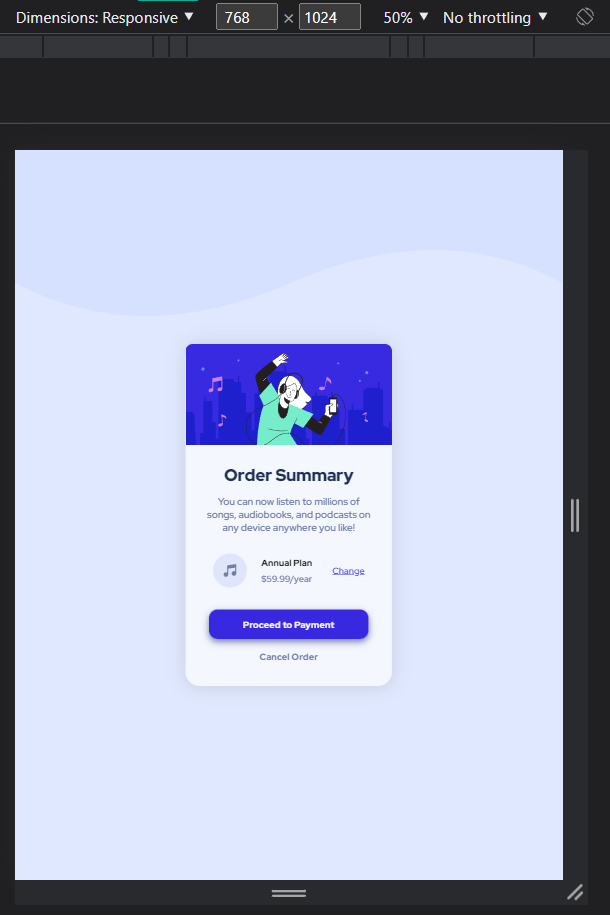 Dimensions: Responsive ▼ 768 × 1024 50% ▼ No throttling ▼
Order Summary
You can now listen to millions of
songs, audiobooks, and podcasts on
any device anywhere you like!
Annual Plan
$59.99/year
Change
Proceed to Payment
Cancel Order